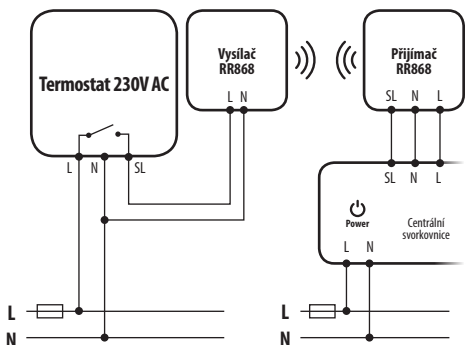 Termostat 230V AC
L N SL
Vysílač
RR868
L N
Přijímač
RR868
SL N L
SL N L
Power
Centrální
svorkovnice
L N
L
N
L
N